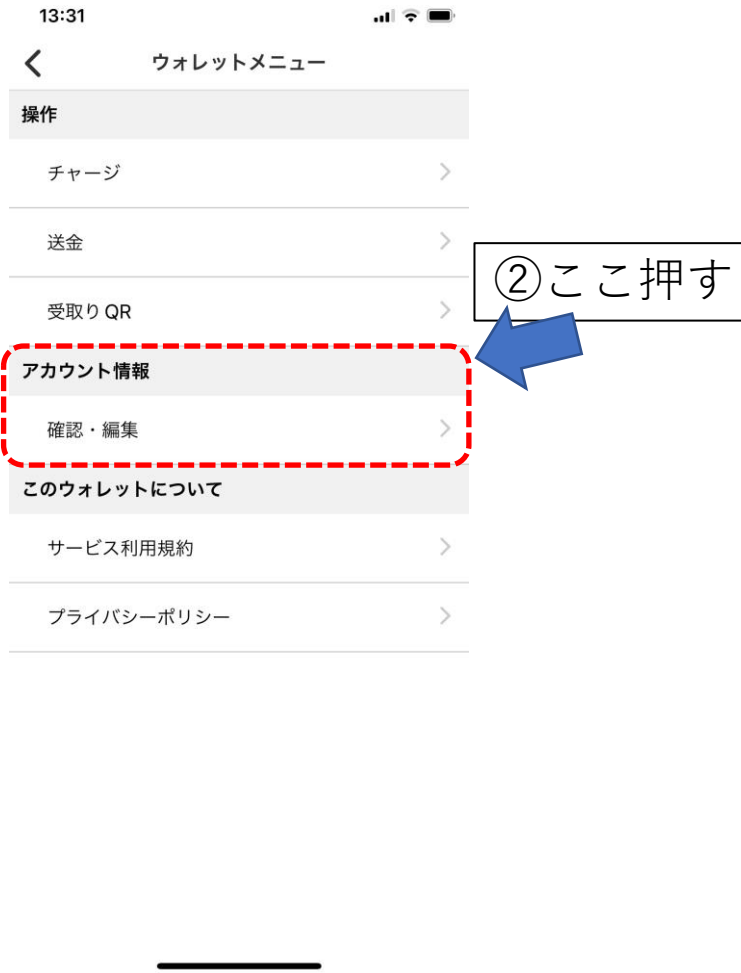 13:31
ウォレットメニュー
操作
チャージ
送金
②ここ押す
受取りQR
アカウント情報
確認・編集
このウォレットについて
サービス利用規約
プライバシーポリシー